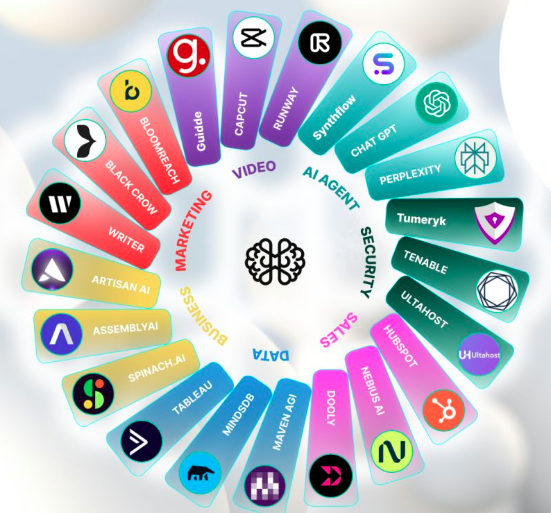 VIDEO
Guidde
g.
CAPCUT
RUNWAY
R
AI AGENT
Synthflow
S
CHAT GPT
PERPLEXITY
SECURITY
Tumeryk
TENABLE
ULTAHOST
UH Ultahost
SALES
HUBSPOT
NEBIUS AI
N
DOOLY
DATA
MAVEN AGI
MINDSDB
TABLEAU
BUSINESS
SPINACH.AI
ASSEMBLYAI
ARTISAN AI
MARKETING
WRITER
W
BLACK CROW
BLOOMREACH
b